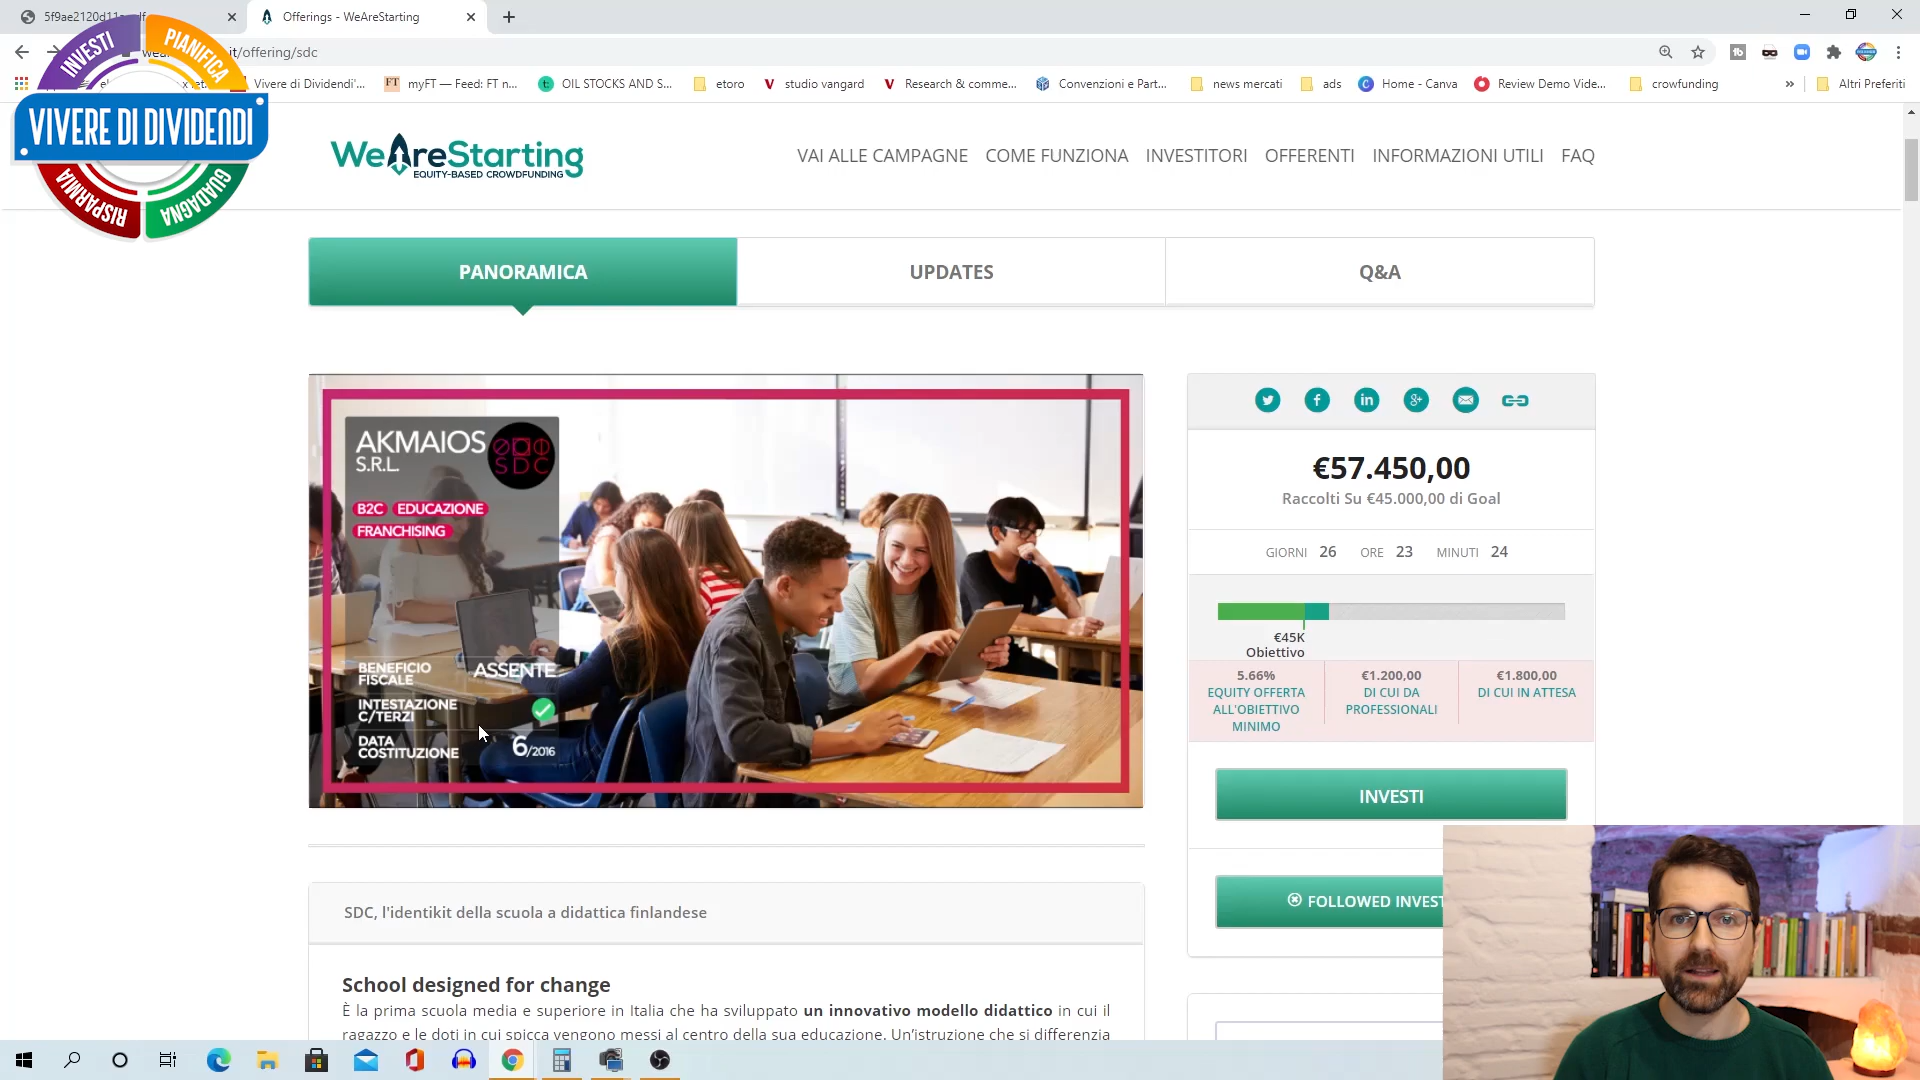 Offerings - WeAreStarting
it/offering/sdc
Vivere di Dividendi'...
FT
myFT — Feed: FT n...
OIL STOCKS AND S...
etoro
studio vangard
Research & comme...
Convenzioni e Part...
news mercati
ads
Home - Canva
Review Demo Vide...
crowfunding
»
Altri Preferiti
INVESTI
PIANIFICA
VIVERE DI DIVIDENDI
RISPARMIA
GUADAGNA
WeAreStarting
EQUITY-BASED CROWDFUNDING
VAI ALLE CAMPAGNE
COME FUNZIONA
INVESTITORI
OFFERENTI
INFORMAZIONI UTILI
FAQ
PANORAMICA
UPDATES
Q&A
AKMAIOS
S.R.L.
SDC
B2C EDUCAZIONE
FRANCHISING
BENEFICIO
FISCALE
ASSENTE
INTESTAZIONE
C/TERZI
DATA
COSTITUZIONE
6/2016
€57.450,00
Raccolti Su €45.000,00 di Goal
GIORNI 26 ORE 23 MINUTI 24
€45K
Obiettivo
5.66%
EQUITY OFFERTA
ALL'OBIETTIVO
MINIMO
€1.200,00
DI CUI DA
PROFESSIONALI
€1.800,00
DI CUI IN ATTESA
INVESTI
FOLLOWED INVEST
SDC, l'identikit della scuola a didattica finlandese
School designed for change
È la prima scuola media e superiore in Italia che ha sviluppato un innovativo modello didattico in cui il
ragazzo e le doti in cui spicca vengono messi al centro della sua educazione. Un'istruzione che si differenzia